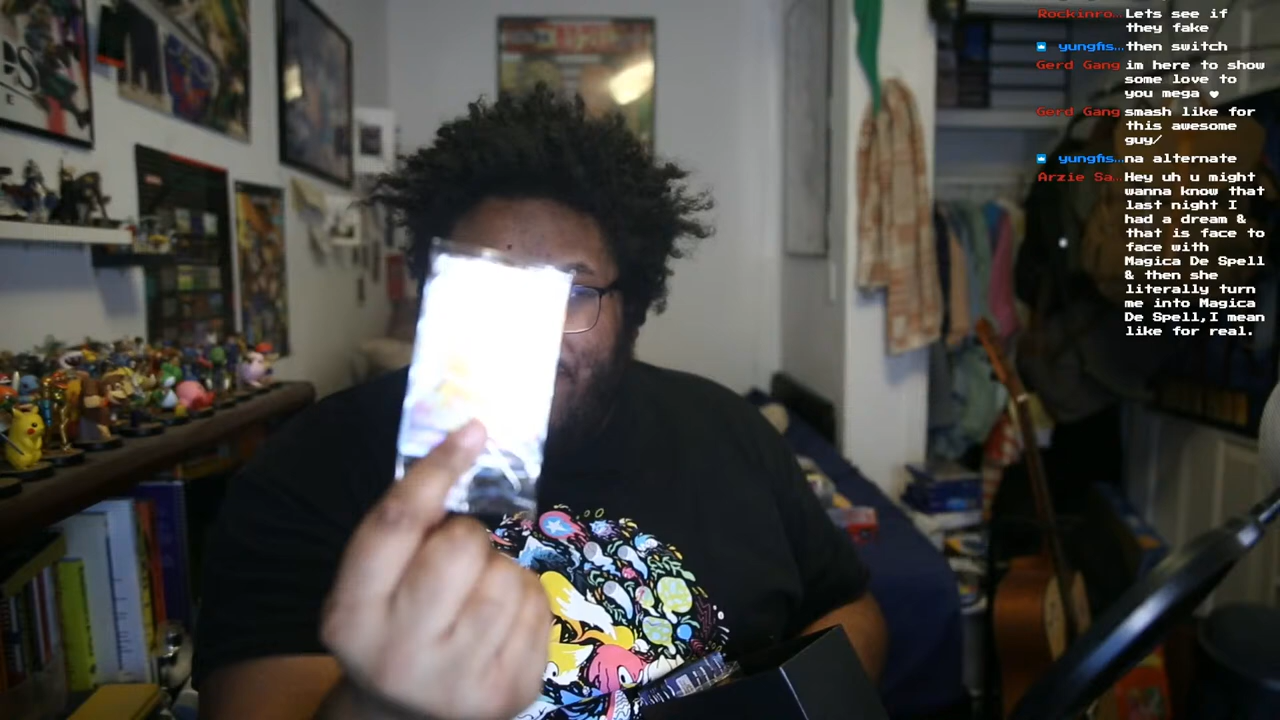 Rockinro… Lets see if
they fake
yungfis… then switch
Gerd Gang im here to show
some love to
you mega ♥
Gerd Gang smash like for
this awesome
guy/
yungfis… na alternate
Arzie Sa… Hey uh u might
wanna know that
last night I
had a dream &
that is face to
face with
Magica De Spell
& then she
literally turn
me into Magica
De Spell,I mean
like for real.